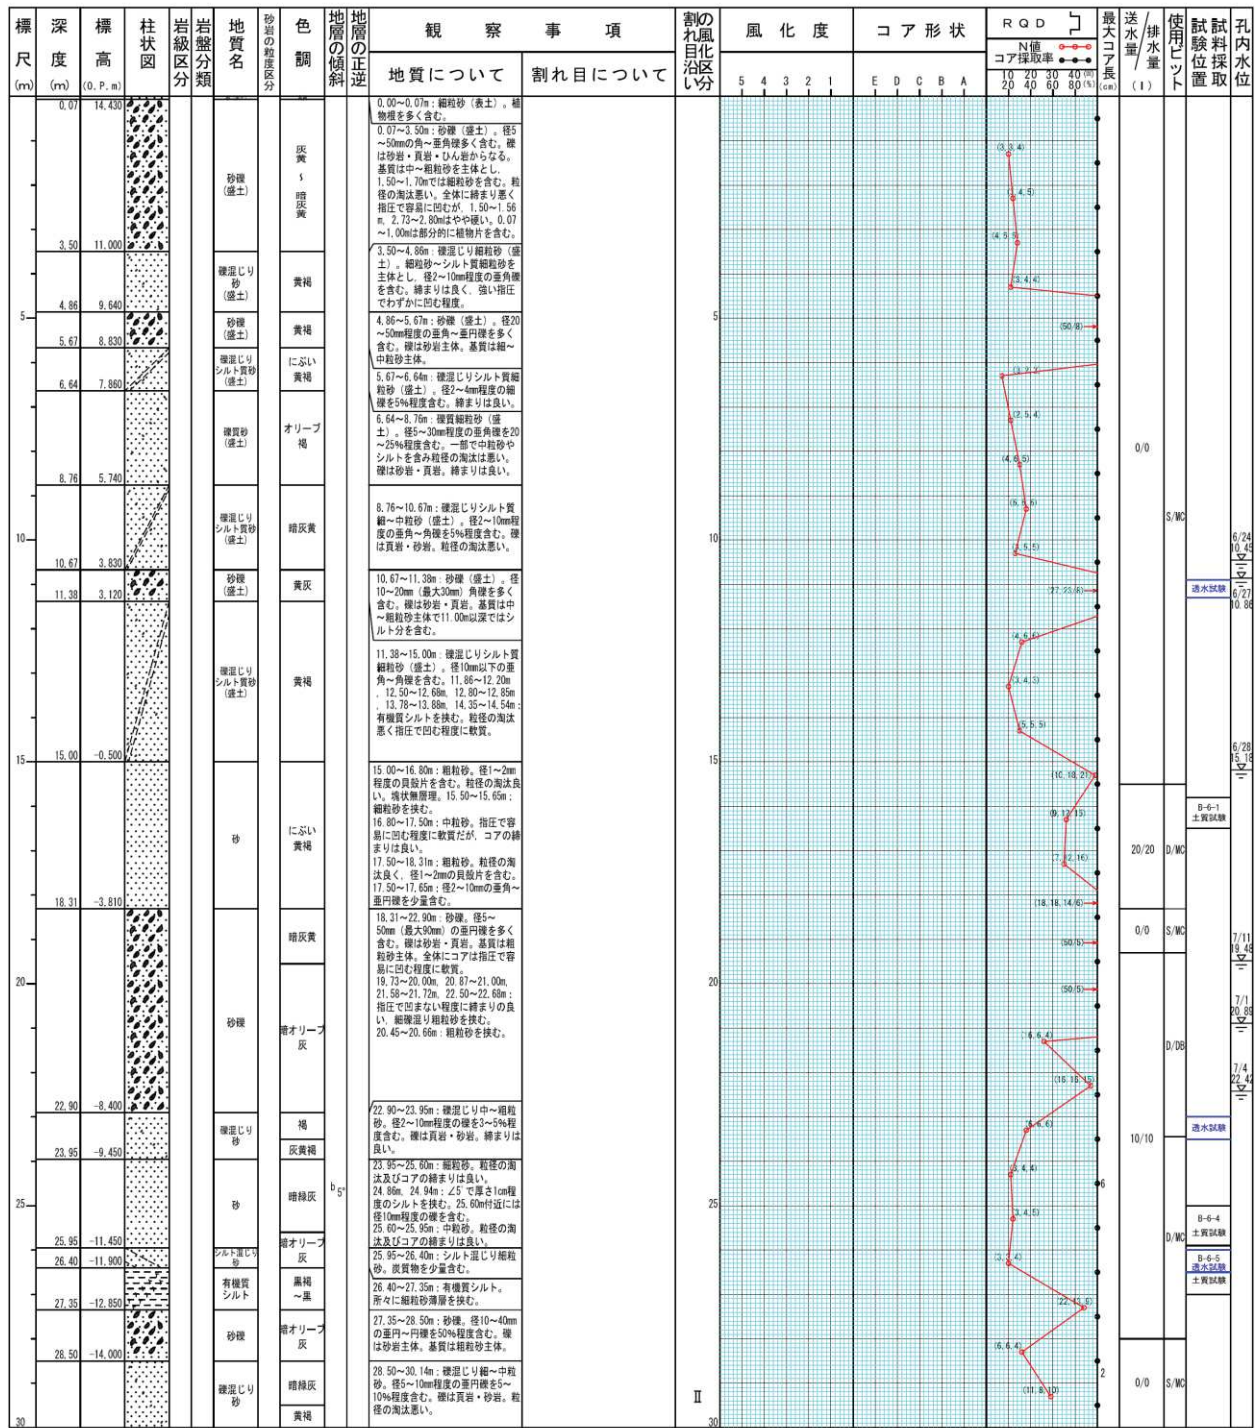 標尺(m)
深度(m)
標高(O.P.m)
柱状図
岩級区分
岩盤分類
地質名
砂岩の粒度区分
色調
地層の傾斜
地層の正逆
観察事項
地質について
割れ目について
割れ目沿いの風化区分
風化度
5 4 3 2 1
コア形状
E D C B A
RQD
N値
コア採取率
20 40 60 80 (%)
最大コア長(cm)
送水量/排水量(l)
使用ビット
試験位置
試料採取
孔内水位
0.07 14.430
0.00～0.07m：細粒砂（表土）。植
物根を多く含む。
3.50 11.000
砂礫
(盛土)
灰黄～暗灰黄
0.07～3.50m：砂礫（盛土）。径5
～50mmの角～亜角礫多く含む。礫
は砂岩・頁岩・ひん岩からなる。
基質は中～粗粒砂を主体とし、
1.50～1.70mでは細粒砂を含む。粒
径の淘汰悪い。全体に締まり悪く
指圧で容易に凹むが、1.50～1.56
m、2.73～2.80mはやや硬い。0.07
～1.00mは部分的に植物片を含む。
4.86 9.640
礫混じり
砂
(盛土)
黄褐
3.50～4.86m：礫混じり細粒砂（盛
土）。細粒砂～シルト質細粒砂を
主体とし、径2～10mm程度の亜角礫
を含む。締まりは良く、強い指圧
でわずかに凹む程度。
5
5.67 8.830
砂礫
(盛土)
黄褐
4.86～5.67m：砂礫（盛土）。径20
～50mm程度の亜角～亜円礫を多く
含む。礫は砂岩主体。基質は細～
中粒砂主体。
6.64 7.860
礫混じり
シルト質砂
(盛土)
にぶい
黄褐
5.67～6.64m：礫混じりシルト質細
粒砂（盛土）。径2～4mm程度の細
礫を5%程度含む。締まりは良い。
8.76 5.740
礫質砂
(盛土)
オリーブ
褐
6.64～8.76m：礫質細粒砂（盛
土）。径5～30mm程度の亜角礫を20
～25%程度含む。一部で中粒砂や
シルトを含み粒径の淘汰は悪い。
礫は砂岩・頁岩。締まりは良い。
10
10.67 3.830
礫混じり
シルト質砂
(盛土)
暗灰黄
8.76～10.67m：礫混じりシルト質
細～中粒砂（盛土）。径2～10mm程
度の亜角～角礫を5%程度含む。礫
は頁岩・砂岩。粒径の淘汰悪い。
11.38 3.120
砂礫
(盛土)
黄灰
10.67～11.38m：砂礫（盛土）。径
10～20mm（最大30mm）角礫を多く
含む。礫は砂岩・頁岩。基質は中
～粗粒砂主体で11.00m以深ではシ
ルト分を含む。
15.00 -0.500
礫混じり
シルト質砂
(盛土)
黄褐
11.38～15.00m：礫混じりシルト質
細粒砂（盛土）。径10mm以下の亜
角～角礫を含む。11.86～12.20m
、12.50～12.68m、12.80～12.85m
、13.78～13.88m、14.35～14.54m：
有機質シルトを挟む。粒径の淘汰
悪く指圧で凹む程度に軟質。
15
18.31 -3.810
砂
にぶい
黄褐
15.00～16.80m：粗粒砂。径1～2mm
程度の貝殻片を含む。粒径の淘汰良
い。塊状無層理。15.50～15.65m：
細粒砂を挟む。
16.80～17.50m：中粒砂。指圧で容
易に凹む程度に軟質だが、コアの締
まりは良い。
17.50～18.31m：粗粒砂。粒径の淘
汰良く、径1～2mmの貝殻片を含む。
17.50～17.65m：径2～10mmの亜角～
亜円礫を少量含む。
20
22.90 -8.400
砂礫
暗灰黄
暗オリーブ
灰
18.31～22.90m：砂礫。径5～
50mm（最大90mm）の亜円礫を多く
含む。礫は砂岩・頁岩。基質は粗
粒砂主体。全体にコアは指圧で容
易に凹む程度に軟質。
19.73～20.00m、20.87～21.00m、
21.58～21.72m、22.50～22.68m：
指圧で凹まない程度に締まりの良
い、細礫混り粗粒砂を挟む。
20.45～20.66m：粗粒砂を挟む。
23.95 -9.450
礫混じり
砂
褐
灰黄褐
22.90～23.95m：礫混じり中～粗粒
砂。径2～10mm程度の礫を3～5%程
度含む。礫は頁岩・砂岩。締まりは
良い。
25
25.95 -11.450
砂
暗緑灰
暗オリーブ
灰
b 5°
23.95～25.60m：細粒砂。粒径の淘
汰及びコアの締まりは良い。
24.86m、24.94m：∠5°で厚さ1cm程
度のシルトを挟む。25.60m付近には
径10mm程度の礫を含む。
25.60～25.95m：中粒砂。粒径の淘
汰及びコアの締まりは良い。
26.40 -11.900
シルト混じり
砂
25.95～26.40m：シルト混じり細粒
砂。炭質物を少量含む。
27.35 -12.850
有機質
シルト
黒褐
～黒
26.40～27.35m：有機質シルト。
所々に細粒砂薄層を挟む。
28.50 -14.000
砂礫
暗オリーブ
灰
27.35～28.50m：砂礫。径10～40mm
の亜円～円礫を50%程度含む。礫
は砂岩主体。基質は粗粒砂主体。
30
礫混じり
砂
暗緑灰
黄褐
28.50～30.14m：礫混じり細～中粒
砂。径5～10mm程度の亜円礫を5～
10%程度含む。礫は頁岩・砂岩。粒
径の淘汰悪い。
II
5
10
15
20
25
30
(3, 3, 4)
(4, 5, 5)
(3, 4, 4)
(50/8)
(2, 5, 4)
(4, 6, 5)
(27, 23/6)
(3, 4, 3)
(5, 5, 5)
(10, 18, 21)
(9, 12, 15)
(7, 12, 16)
(18, 18, 14/6)
(50/5)
(50/5)
(16, 6, 4)
(16, 16, 15)
(3, 4, 5)
(22, 13, 9)
(6, 6, 4)
(11, 8, 10)
6
2
0/0
20/20
0/0
10/10
0/0
S/MC
D/MC
S/MC
D/DB
D/MC
S/MC
透水試験
B-6-1
土質試験
透水試験
B-6-4
土質試験
B-6-5
透水試験
土質試験
6/24
10.45
6/27
10.86
6/28
15.18
7/11
19.48
7/1
20.89
7/4
22.42